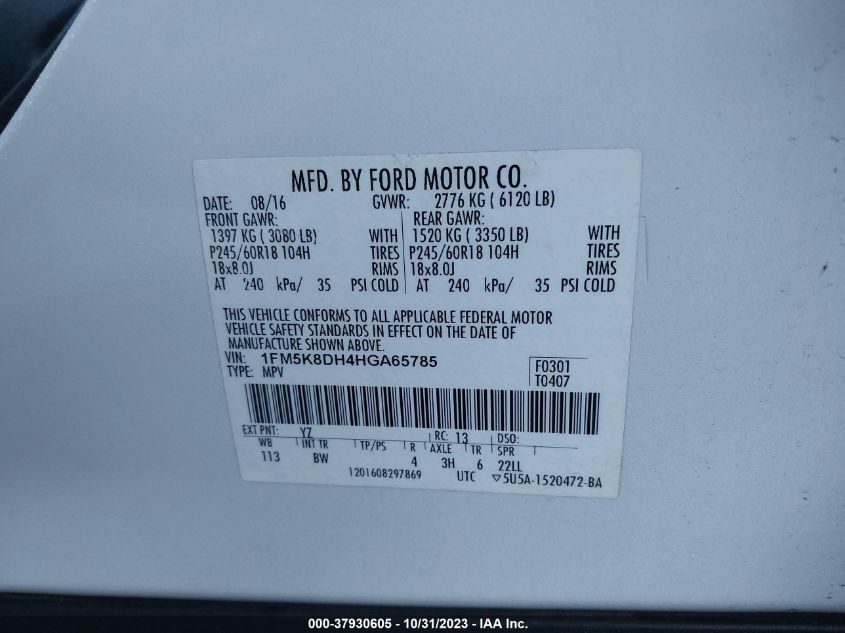 MFD. BY FORD MOTOR CO.
DATE: 08/16 GVWR: 2776 KG ( 6120 LB)
FRONT GAWR: REAR GAWR:
1397 KG ( 3080 LB) WITH 1520 KG ( 3350 LB) WITH
P245/60R18 104H TIRES P245/60R18 104H TIRES
18x8.0J RIMS 18x8.0J RIMS
AT 240 kPa/ 35 PSI COLD AT 240 kPa/ 35 PSI COLD
THIS VEHICLE CONFORMS TO ALL APPLICABLE FEDERAL MOTOR
VEHICLE SAFETY STANDARDS IN EFFECT ON THE DATE OF
MANUFACTURE SHOWN ABOVE.
VIN: 1FM5K8DH4HGA65785 F0301
TYPE: MPV T0407
EXT PNT: YZ RC: 13 DSO:
WB INT TR TP/PS R AXLE TR SPR
113 BW 4 3H 6 22LL
1201608297869 UTC ▽5U5A-1520472-BA
000-37930605 - 10/31/2023 - IAA Inc.